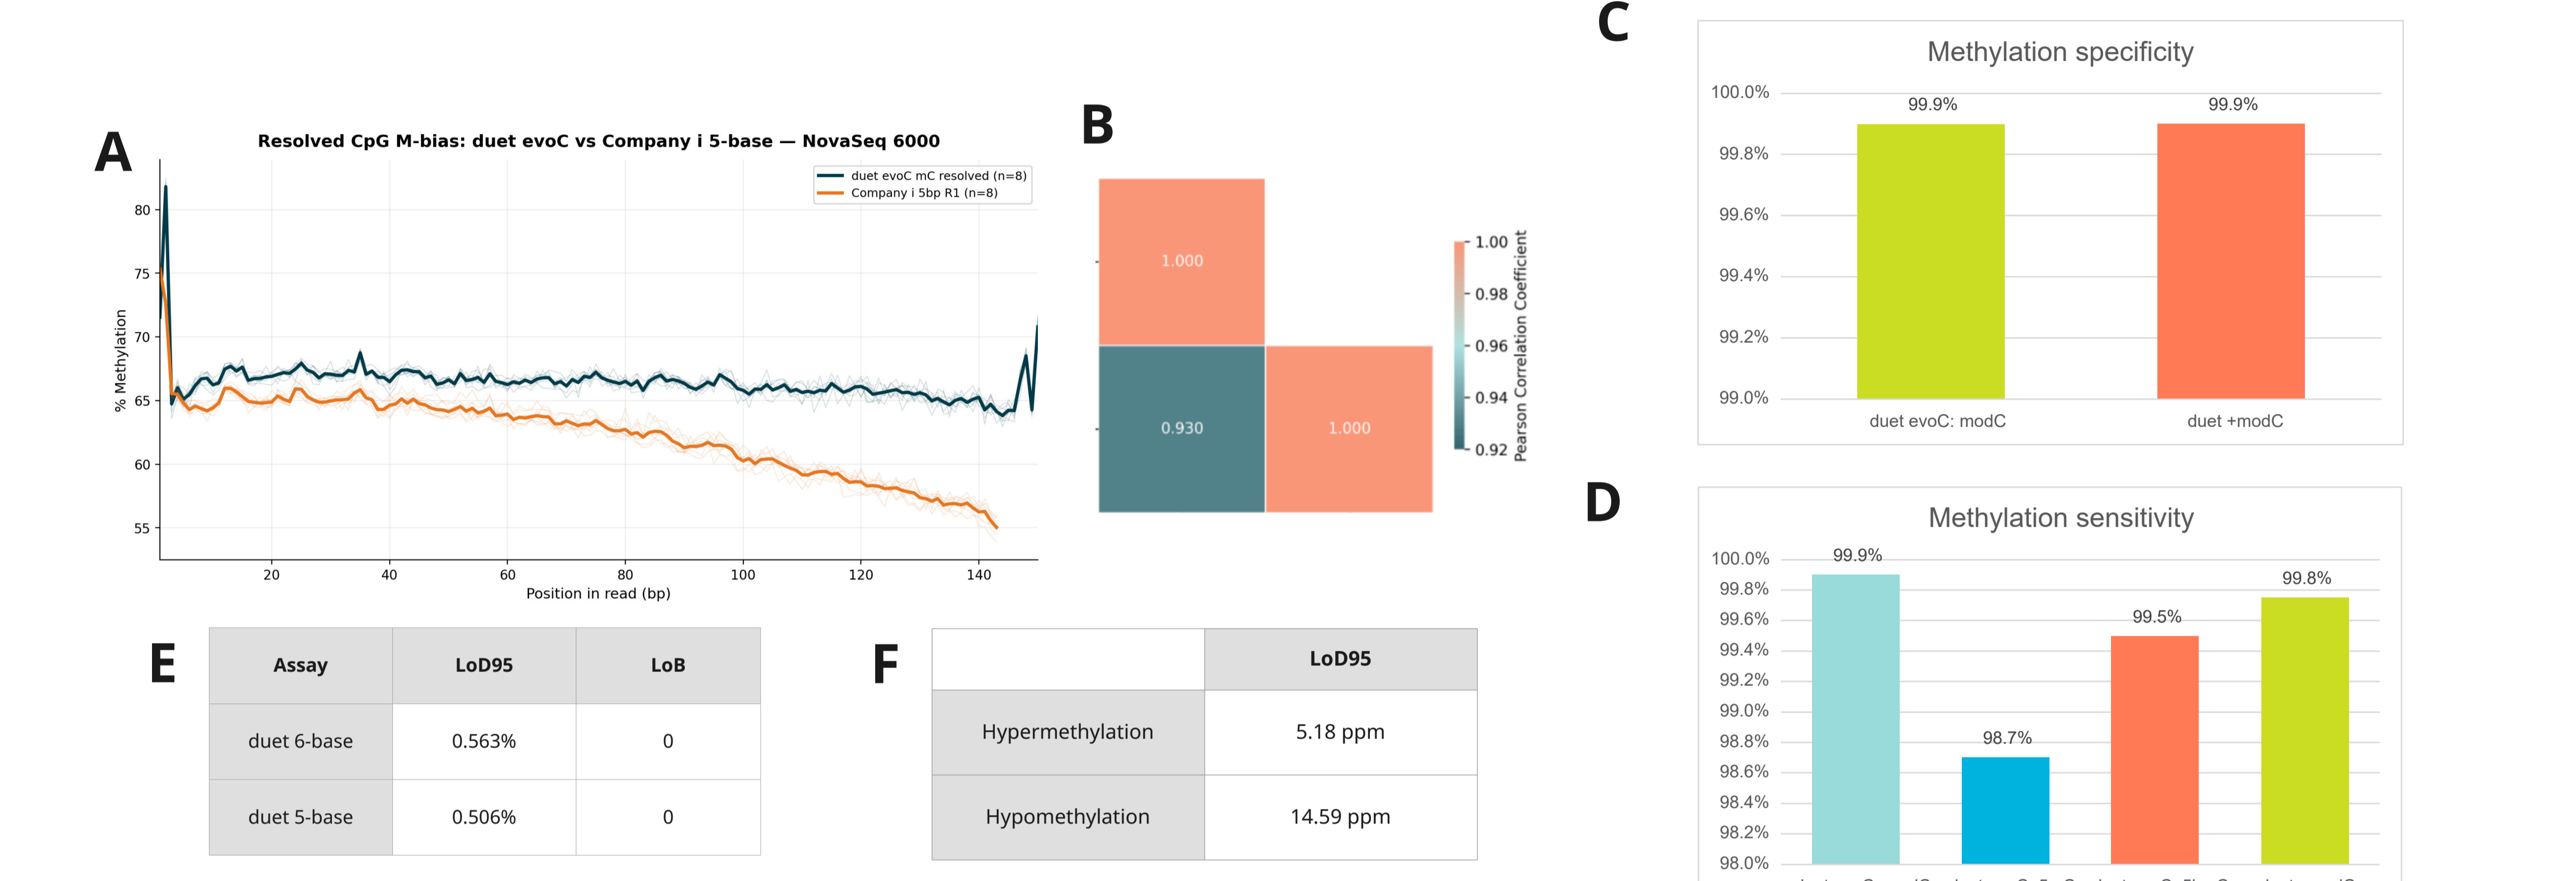 A
Resolved CpG M-bias: duet evoC vs Company i 5-base — NovaSeq 6000
duet evoC mC resolved (n=8)
Company i 5bp R1 (n=8)
% Methylation
80
75
70
65
60
55
20 40 60 80 100 120 140
Position in read (bp)
B
1.000
0.930 1.000
1.00
0.98
0.96
0.94
0.92
Pearson Correlation Coefficient
C
Methylation specificity
100.0%
99.8%
99.6%
99.4%
99.2%
99.0%
99.9% 99.9%
duet evoC: modC duet +modC
D
Methylation sensitivity
100.0%
99.8%
99.6%
99.4%
99.2%
99.0%
98.8%
98.6%
98.4%
98.2%
98.0%
99.9% 98.7% 99.5% 99.8%
E
Assay LoD95 LoB
duet 6-base 0.563% 0
duet 5-base 0.506% 0
F
LoD95
Hypermethylation 5.18 ppm
Hypomethylation 14.59 ppm